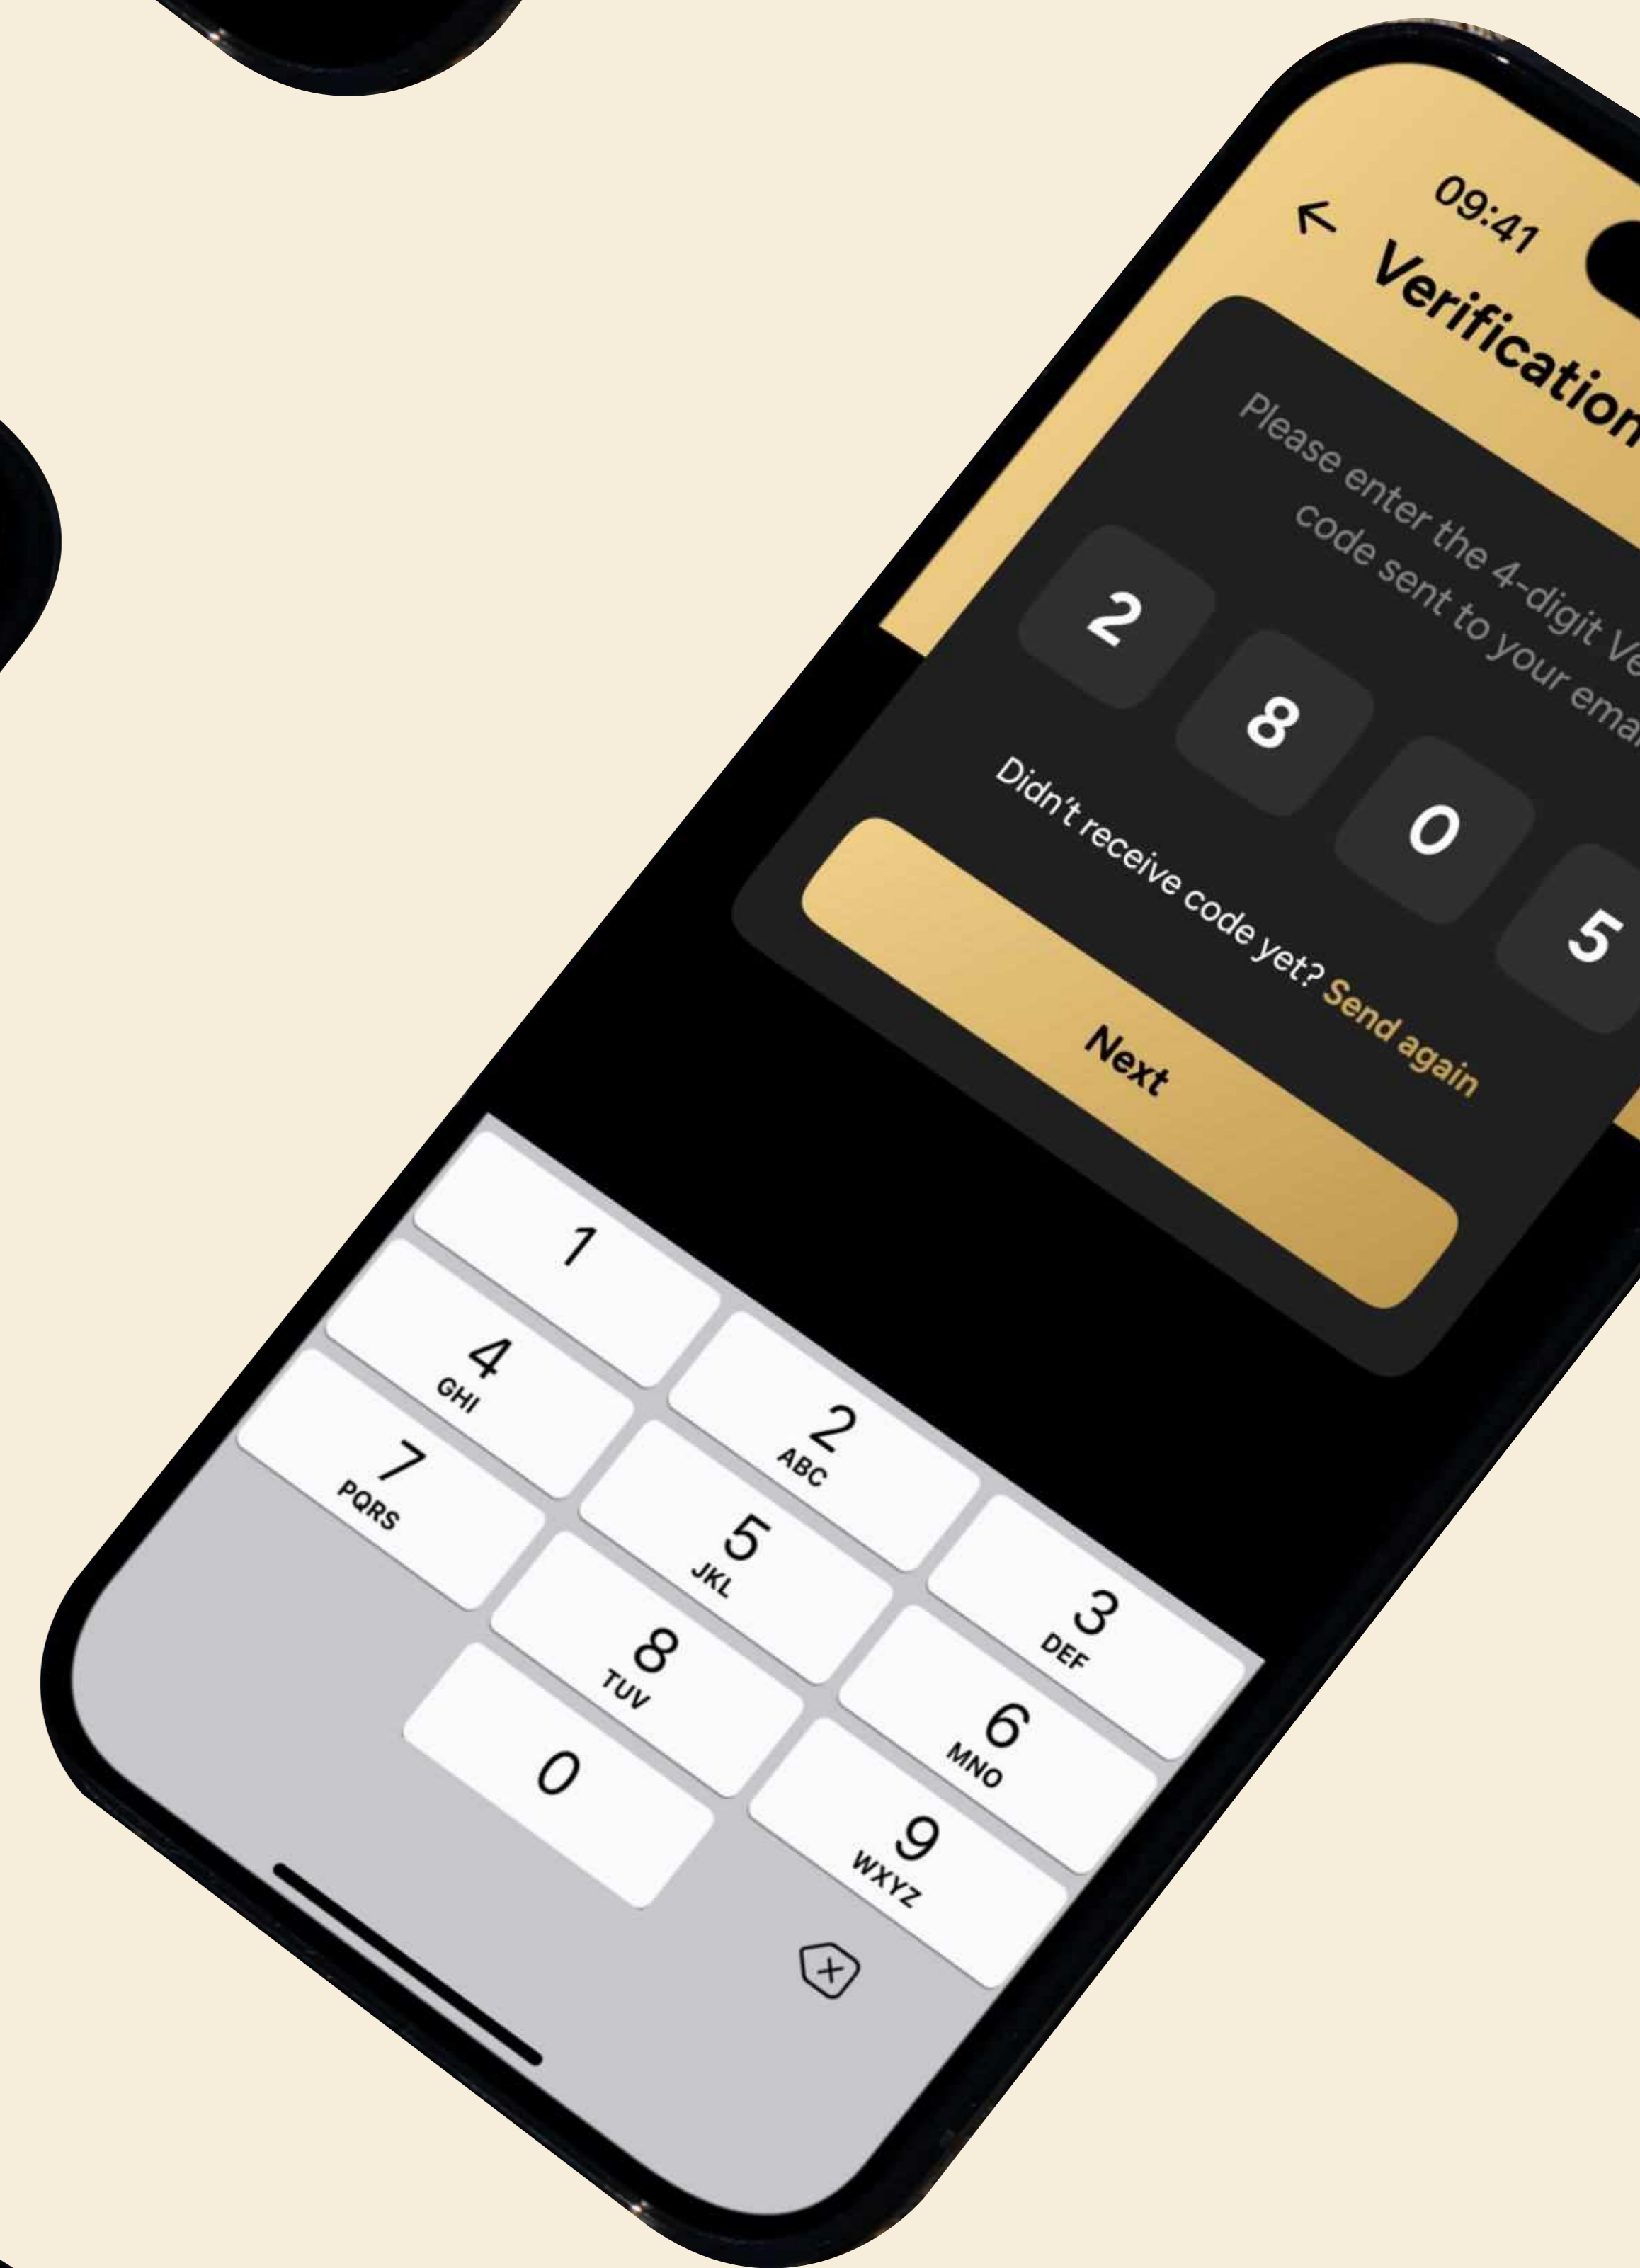 09:41
Verification
Please enter the 4-digit
code sent to your
2 8 0 5
Didn't receive code yet? Send again
Next
1
2 ABC
3 DEF
4 GHI
5 JKL
6 MNO
7 PQRS
8 TUV
9 WXYZ
0